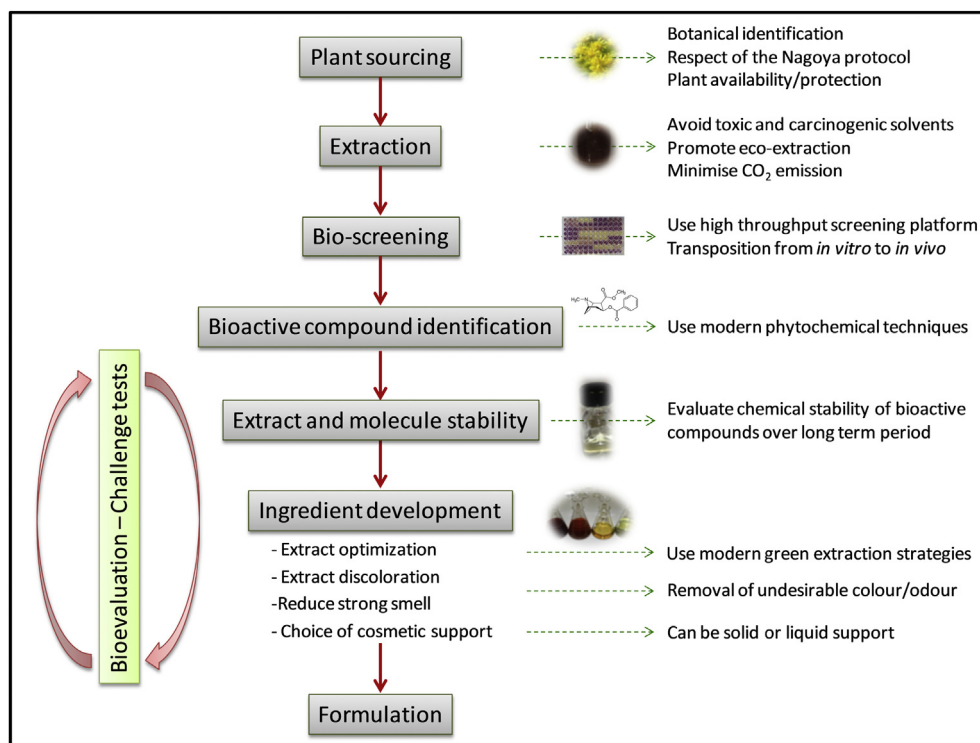 Plant sourcing
Botanical identification
Respect of the Nagoya protocol
Plant availability/protection
Extraction
Avoid toxic and carcinogenic solvents
Promote eco-extraction
Minimise CO₂ emission
Bio-screening
Use high throughput screening platform
Transposition from in vitro to in vivo
Bioactive compound identification
H₃C
N
O
OCH₃
O
O
Use modern phytochemical techniques
Extract and molecule stability
Evaluate chemical stability of bioactive
compounds over long term period
Ingredient development
- Extract optimization
Use modern green extraction strategies
- Extract discoloration
-Reduce strong smell
Removal of undesirable colour/odour
- Choice of cosmetic support
Can be solid or liquid support
Formulation
Bioevaluation – Challenge tests